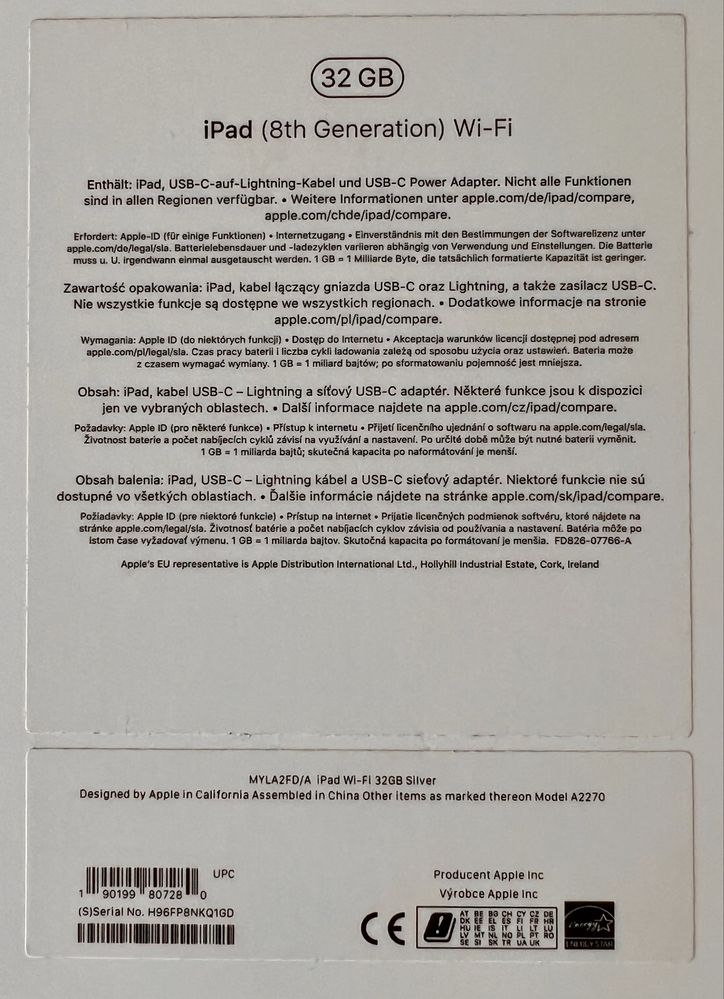 32 GB
iPad (8th Generation) Wi-Fi
Enthält: iPad, USB-C-auf-Lightning-Kabel und USB-C Power Adapter. Nicht alle Funktionen
sind in allen Regionen verfügbar. • Weitere Informationen unter apple.com/de/ipad/compare,
apple.com/chde/ipad/compare.
Erfordert: Apple-ID (für einige Funktionen) • Internetzugang • Einverständnis mit den Bestimmungen der Softwarelizenz unter
apple.com/de/legal/sla. Batterielebensdauer und -ladezyklen variieren abhängig von Verwendung und Einstellungen. Die Batterie
muss u. U. irgendwann einmal ausgetauscht werden. 1 GB = 1 Milliarde Byte, die tatsächlich formatierte Kapazität ist geringer.
Zawartość opakowania: iPad, kabel łączący gniazda USB-C oraz Lightning, a także zasilacz USB-C.
Nie wszystkie funkcje są dostępne we wszystkich regionach. • Dodatkowe informacje na stronie
apple.com/pl/ipad/compare.
Wymagania: Apple ID (do niektórych funkcji) • Dostęp do Internetu • Akceptacja warunków licencji dostępnej pod adresem
apple.com/pl/legal/sla. Czas pracy baterii i liczba cykli ładowania zależą od sposobu użycia oraz ustawień. Bateria może
z czasem wymagać wymiany. 1 GB = 1 miliard bajtów; po sformatowaniu pojemność jest mniejsza.
Obsah: iPad, kabel USB-C – Lightning a síťový USB-C adaptér. Některé funkce jsou k dispozici
jen ve vybraných oblastech. • Další informace najdete na apple.com/cz/ipad/compare.
Požadavky: Apple ID (pro některé funkce) • Přístup k internetu • Přijetí licenčního ujednání o softwaru na apple.com/legal/sla.
Životnost baterie a počet nabíjecích cyklů závisí na využívání a nastavení. Po určité době může být nutné baterii vyměnit.
1 GB = 1 miliarda bajtů; skutečná kapacita po naformátování je menší.
Obsah balenia: iPad, USB-C – Lightning kábel a USB-C sieťový adaptér. Niektoré funkcie nie sú
dostupné vo všetkých oblastiach. • Ďalšie informácie nájdete na stránke apple.com/sk/ipad/compare.
Požiadavky: Apple ID (pre niektoré funkcie) • Prístup na internet • Prijatie licenčných podmienok softvéru, ktoré nájdete na
stránke apple.com/legal/sla. Životnosť batérie a počet nabíjacích cyklov závisia od používania a nastavení. Batéria môže po
istom čase vyžadovať výmenu. 1 GB = 1 miliarda bajtov. Skutočná kapacita po formátovaní je menšia. FD826-07766-A
Apple's EU representative is Apple Distribution International Ltd., Hollyhill Industrial Estate, Cork, Ireland
MYLA2FD/A iPad Wi-Fi 32GB Silver
Designed by Apple in California Assembled in China Other items as marked thereon Model A2270
UPC
1 90199 80728 0
(S)Serial No. H96FP8NKQ1GD
Producent Apple Inc
Výrobce Apple Inc
CE
AT BE BG CH CY CZ DE
DK EE EL ES FI FR HR
HU IE IS IT LI LT LU
LV MT NL NO PL PT RO
SE SI SK TR UA UK
energy
ENERGY STAR